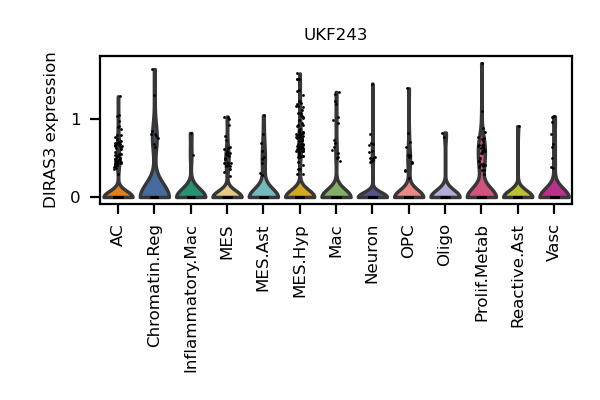 UKF243
DIRAS3 expression
1
0
AC
Chromatin.Reg
Inflammatory.Mac
MES
MES.Ast
MES.Hyp
Mac
Neuron
OPC
Oligo
Prolif.Metab
Reactive.Ast
Vasc